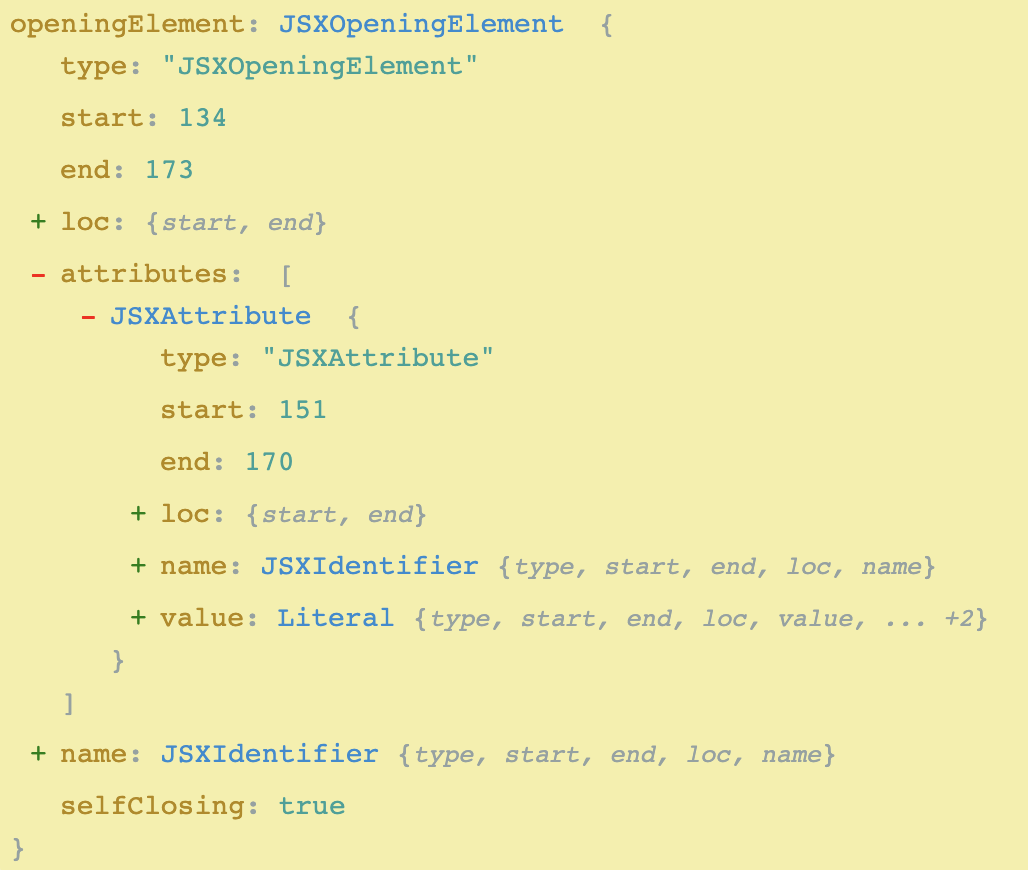 openingElement: JSXOpeningElement {
type: "JSXOpeningElement"
start: 134
end: 173
+ loc: {start, end}
- attributes: [
- JSXAttribute {
type: "JSXAttribute"
start: 151
end: 170
+ loc: {start, end}
+ name: JSXIdentifier {type, start, end, loc, name}
+ value: Literal {type, start, end, loc, value, ... +2}
}
]
+ name: JSXIdentifier {type, start, end, loc, name}
selfClosing: true
}